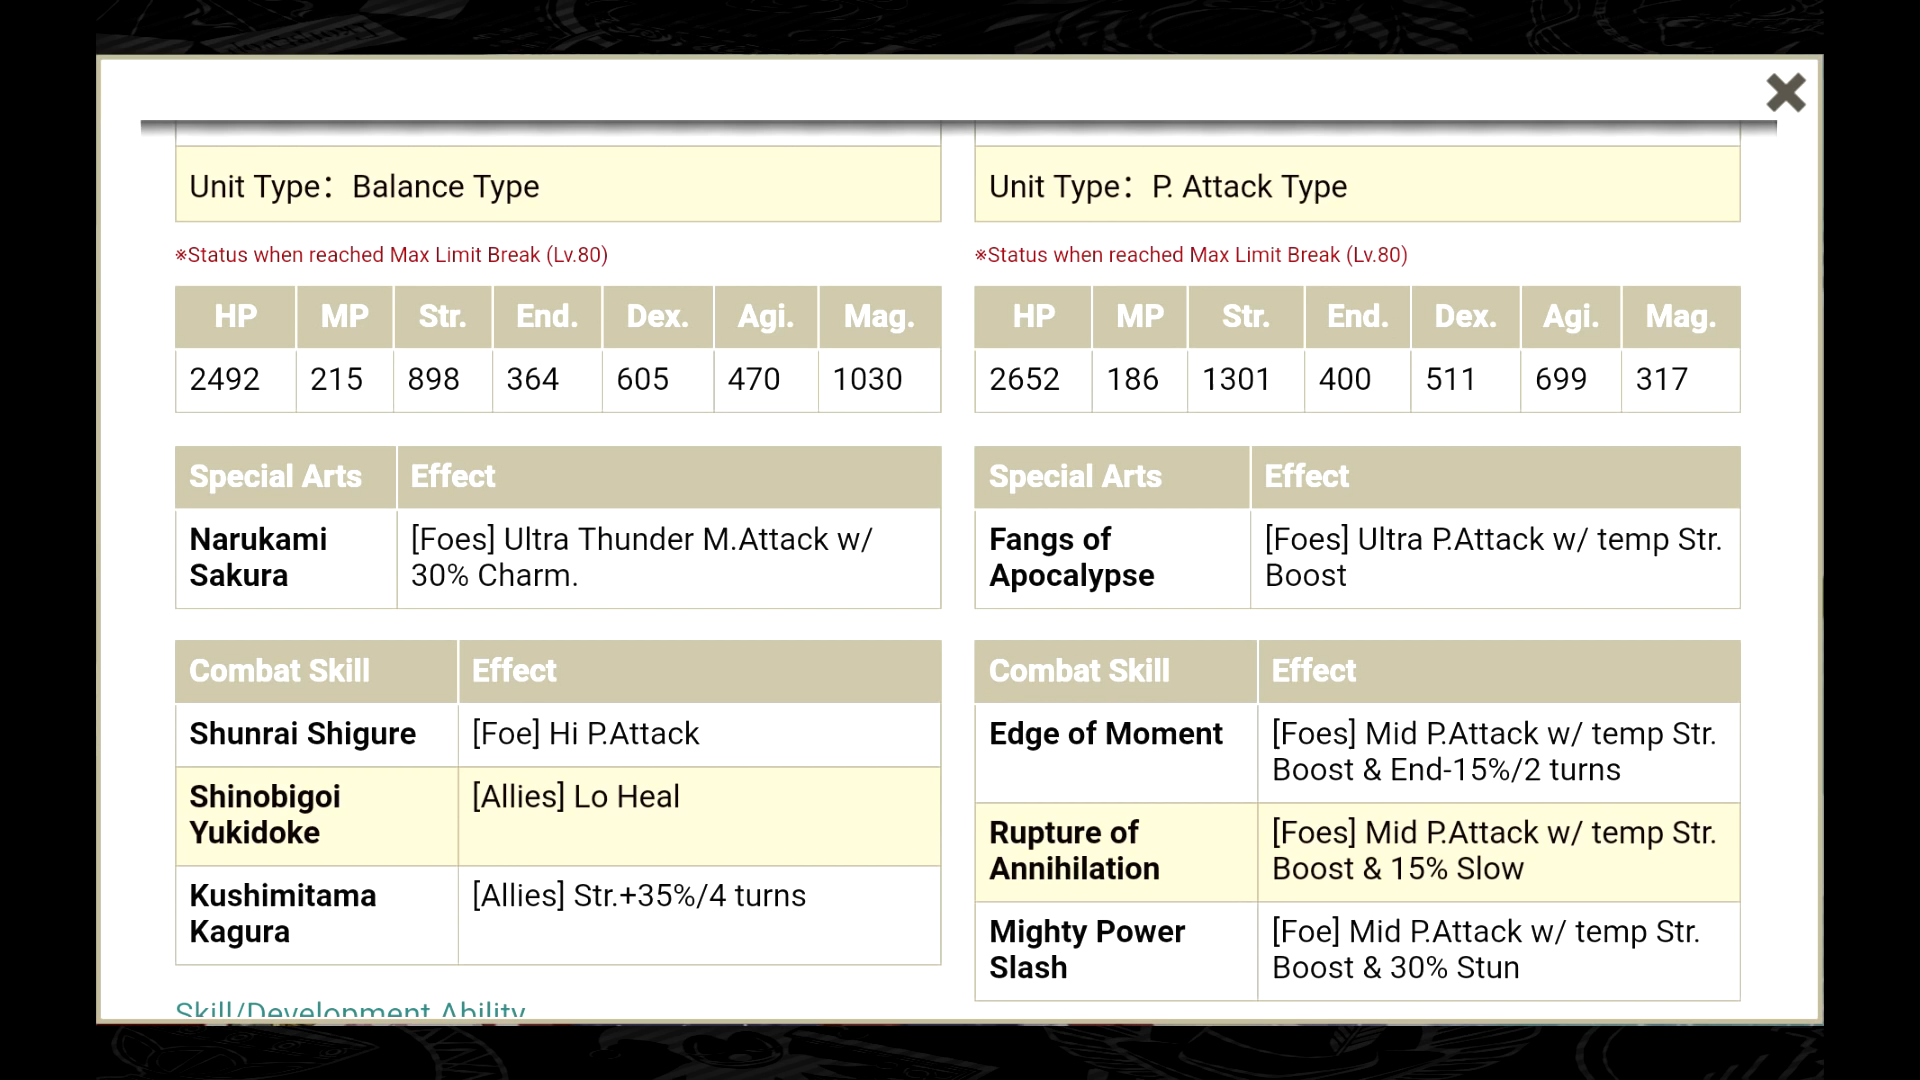 Unit Type：Balance Type
※Status when reached Max Limit Break (Lv.80)
HP MP Str. End. Dex. Agi. Mag.
2492 215 898 364 605 470 1030
Special Arts Effect
Narukami Sakura [Foes] Ultra Thunder M.Attack w/ 30% Charm.
Combat Skill Effect
Shunrai Shigure [Foe] Hi P.Attack
Shinobigoi Yukidoke [Allies] Lo Heal
Kushimitama Kagura [Allies] Str.+35%/4 turns
Skill/Development Ability
Unit Type：P. Attack Type
※Status when reached Max Limit Break (Lv.80)
HP MP Str. End. Dex. Agi. Mag.
2652 186 1301 400 511 699 317
Special Arts Effect
Fangs of Apocalypse [Foes] Ultra P.Attack w/ temp Str. Boost
Combat Skill Effect
Edge of Moment [Foes] Mid P.Attack w/ temp Str. Boost & End-15%/2 turns
Rupture of Annihilation [Foes] Mid P.Attack w/ temp Str. Boost & 15% Slow
Mighty Power Slash [Foe] Mid P.Attack w/ temp Str. Boost & 30% Stun